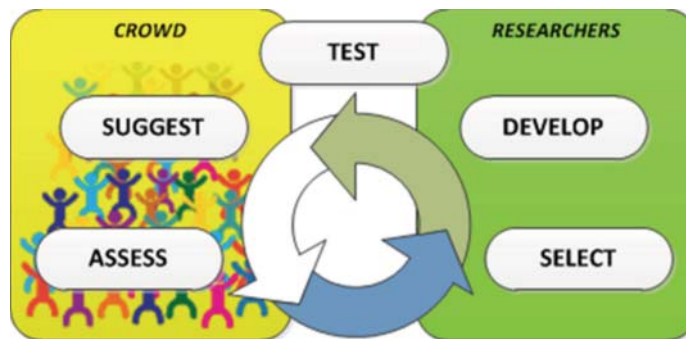 CROWD
RESEARCHERS
TEST
SUGGEST
DEVELOP
ASSESS
SELECT